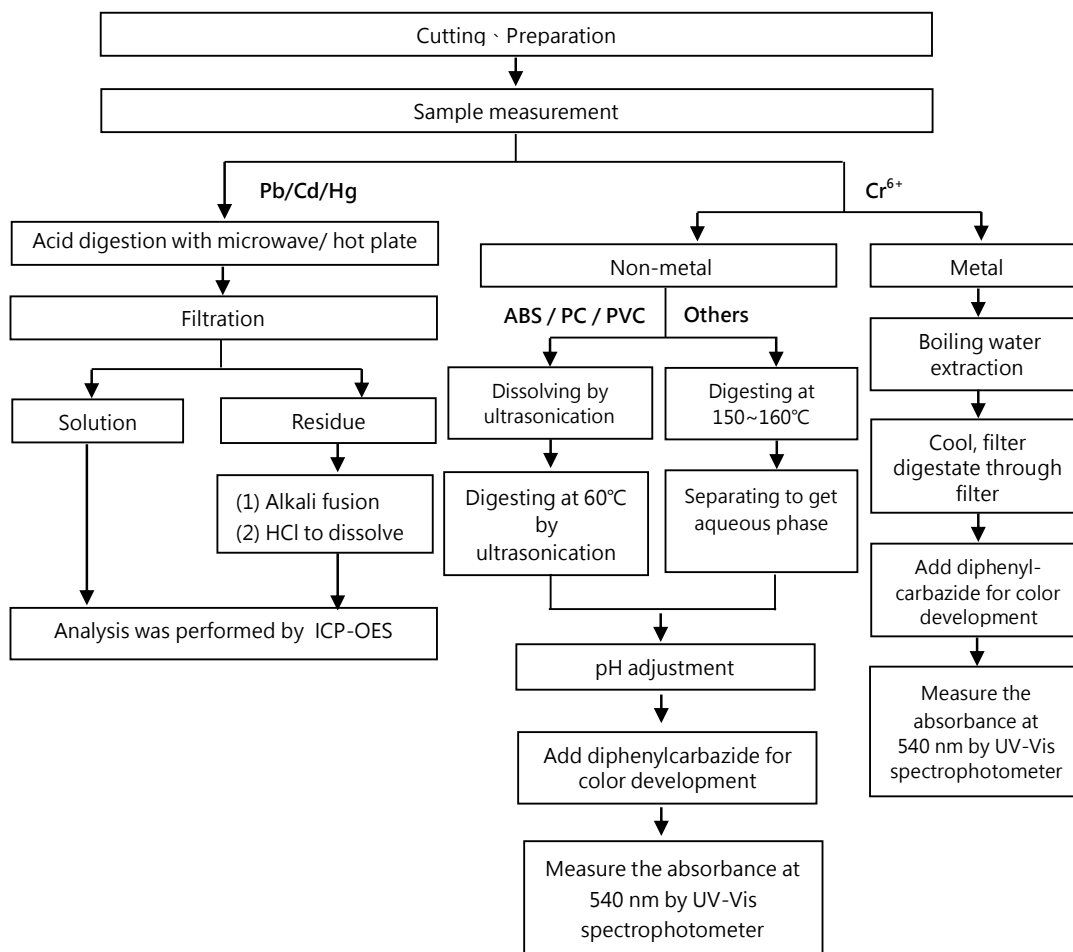 Cutting、Preparation
Sample measurement
Pb/Cd/Hg
Cr⁶⁺
Acid digestion with microwave/ hot plate
Filtration
Solution
Residue
(1) Alkali fusion
(2) HCl to dissolve
Analysis was performed by ICP-OES
Non-metal
ABS / PC / PVC
Others
Dissolving by
ultrasonication
Digesting at 60℃
by
ultrasonication
Digesting at
150~160℃
Separating to get
aqueous phase
pH adjustment
Add diphenylcarbazide for
color development
Measure the absorbance at
540 nm by UV-Vis
spectrophotometer
Metal
Boiling water
extraction
Cool, filter
digestate through
filter
Add diphenyl-
carbazide for color
development
Measure the
absorbance at
540 nm by UV-Vis
spectrophotometer